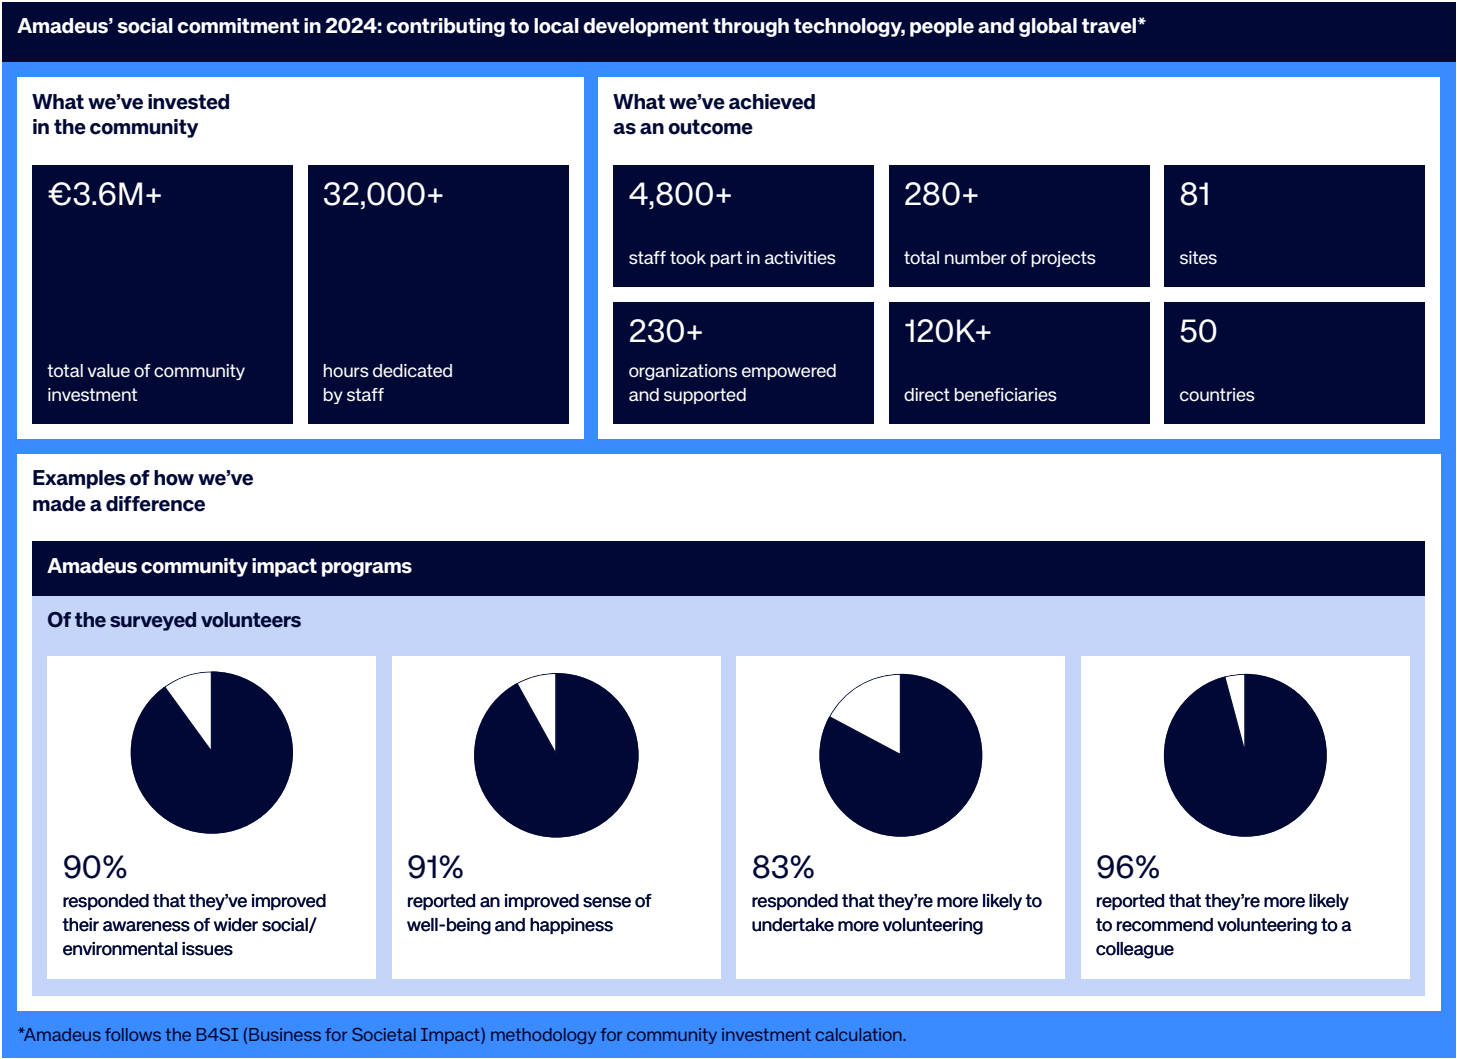 Amadeus’ social commitment in 2024: contributing to local development through technology, people and global travel*
What we’ve invested
in the community
€3.6M+
total value of community
investment
32,000+
hours dedicated
by staff
What we’ve achieved
as an outcome
4,800+
staff took part in activities
280+
total number of projects
81
sites
230+
organizations empowered
and supported
120K+
direct beneficiaries
50
countries
Examples of how we’ve
made a difference
Amadeus community impact programs
Of the surveyed volunteers
90%
responded that they’ve improved
their awareness of wider social/
environmental issues
91%
reported an improved sense of
well-being and happiness
83%
responded that they’re more likely to
undertake more volunteering
96%
reported that they’re more likely
to recommend volunteering to a
colleague
*Amadeus follows the B4SI (Business for Societal Impact) methodology for community investment calculation.